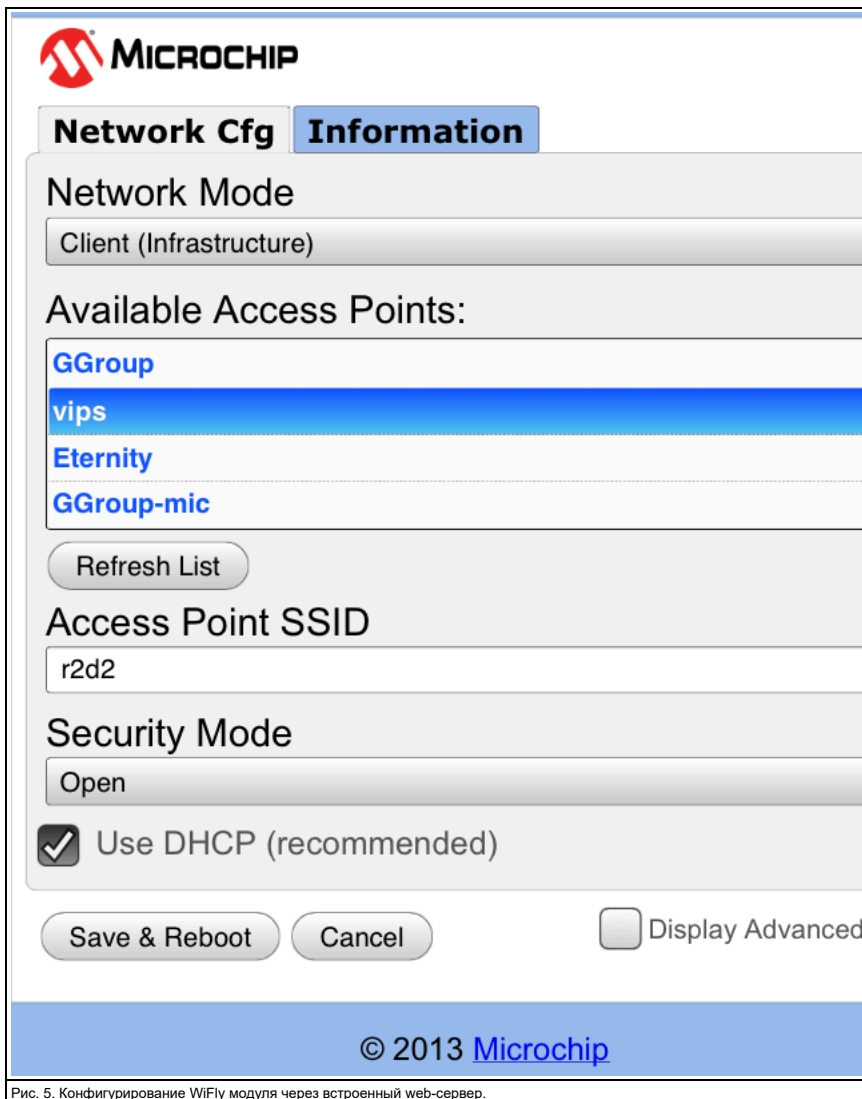 MICROCHIP
Network Cfg Information
Network Mode
Client (Infrastructure)
Available Access Points:
GGroup
vips
Eternity
GGroup-mic
Refresh List
Access Point SSID
r2d2
Security Mode
Open
Use DHCP (recommended)
Save & Reboot Cancel Display Advanced
© 2013 Microchip
Рис. 5. Конфигурирование WiFly модуля через встроенный web-сервер.